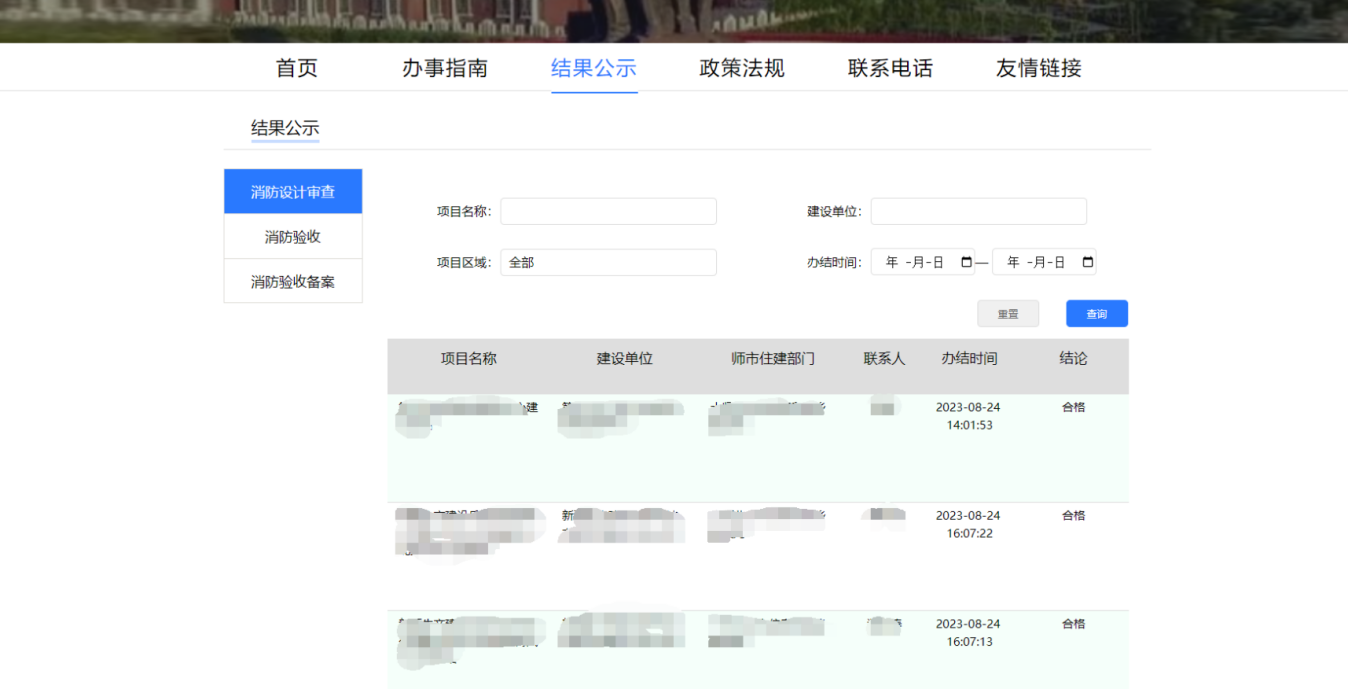 首页 办事指南 结果公示 政策法规 联系电话 友情链接
结果公示
消防设计审查
消防验收
消防验收备案
项目名称： 建设单位：
项目区域： 全部 办结时间： 年 -月-日 — 年 -月-日
重置 查询
项目名称 建设单位 师市住建部门 联系人 办结时间 结论
建 2023-08-24 合格
14:01:53
新 2023-08-24 合格
16:07:22
2023-08-24 合格
16:07:13